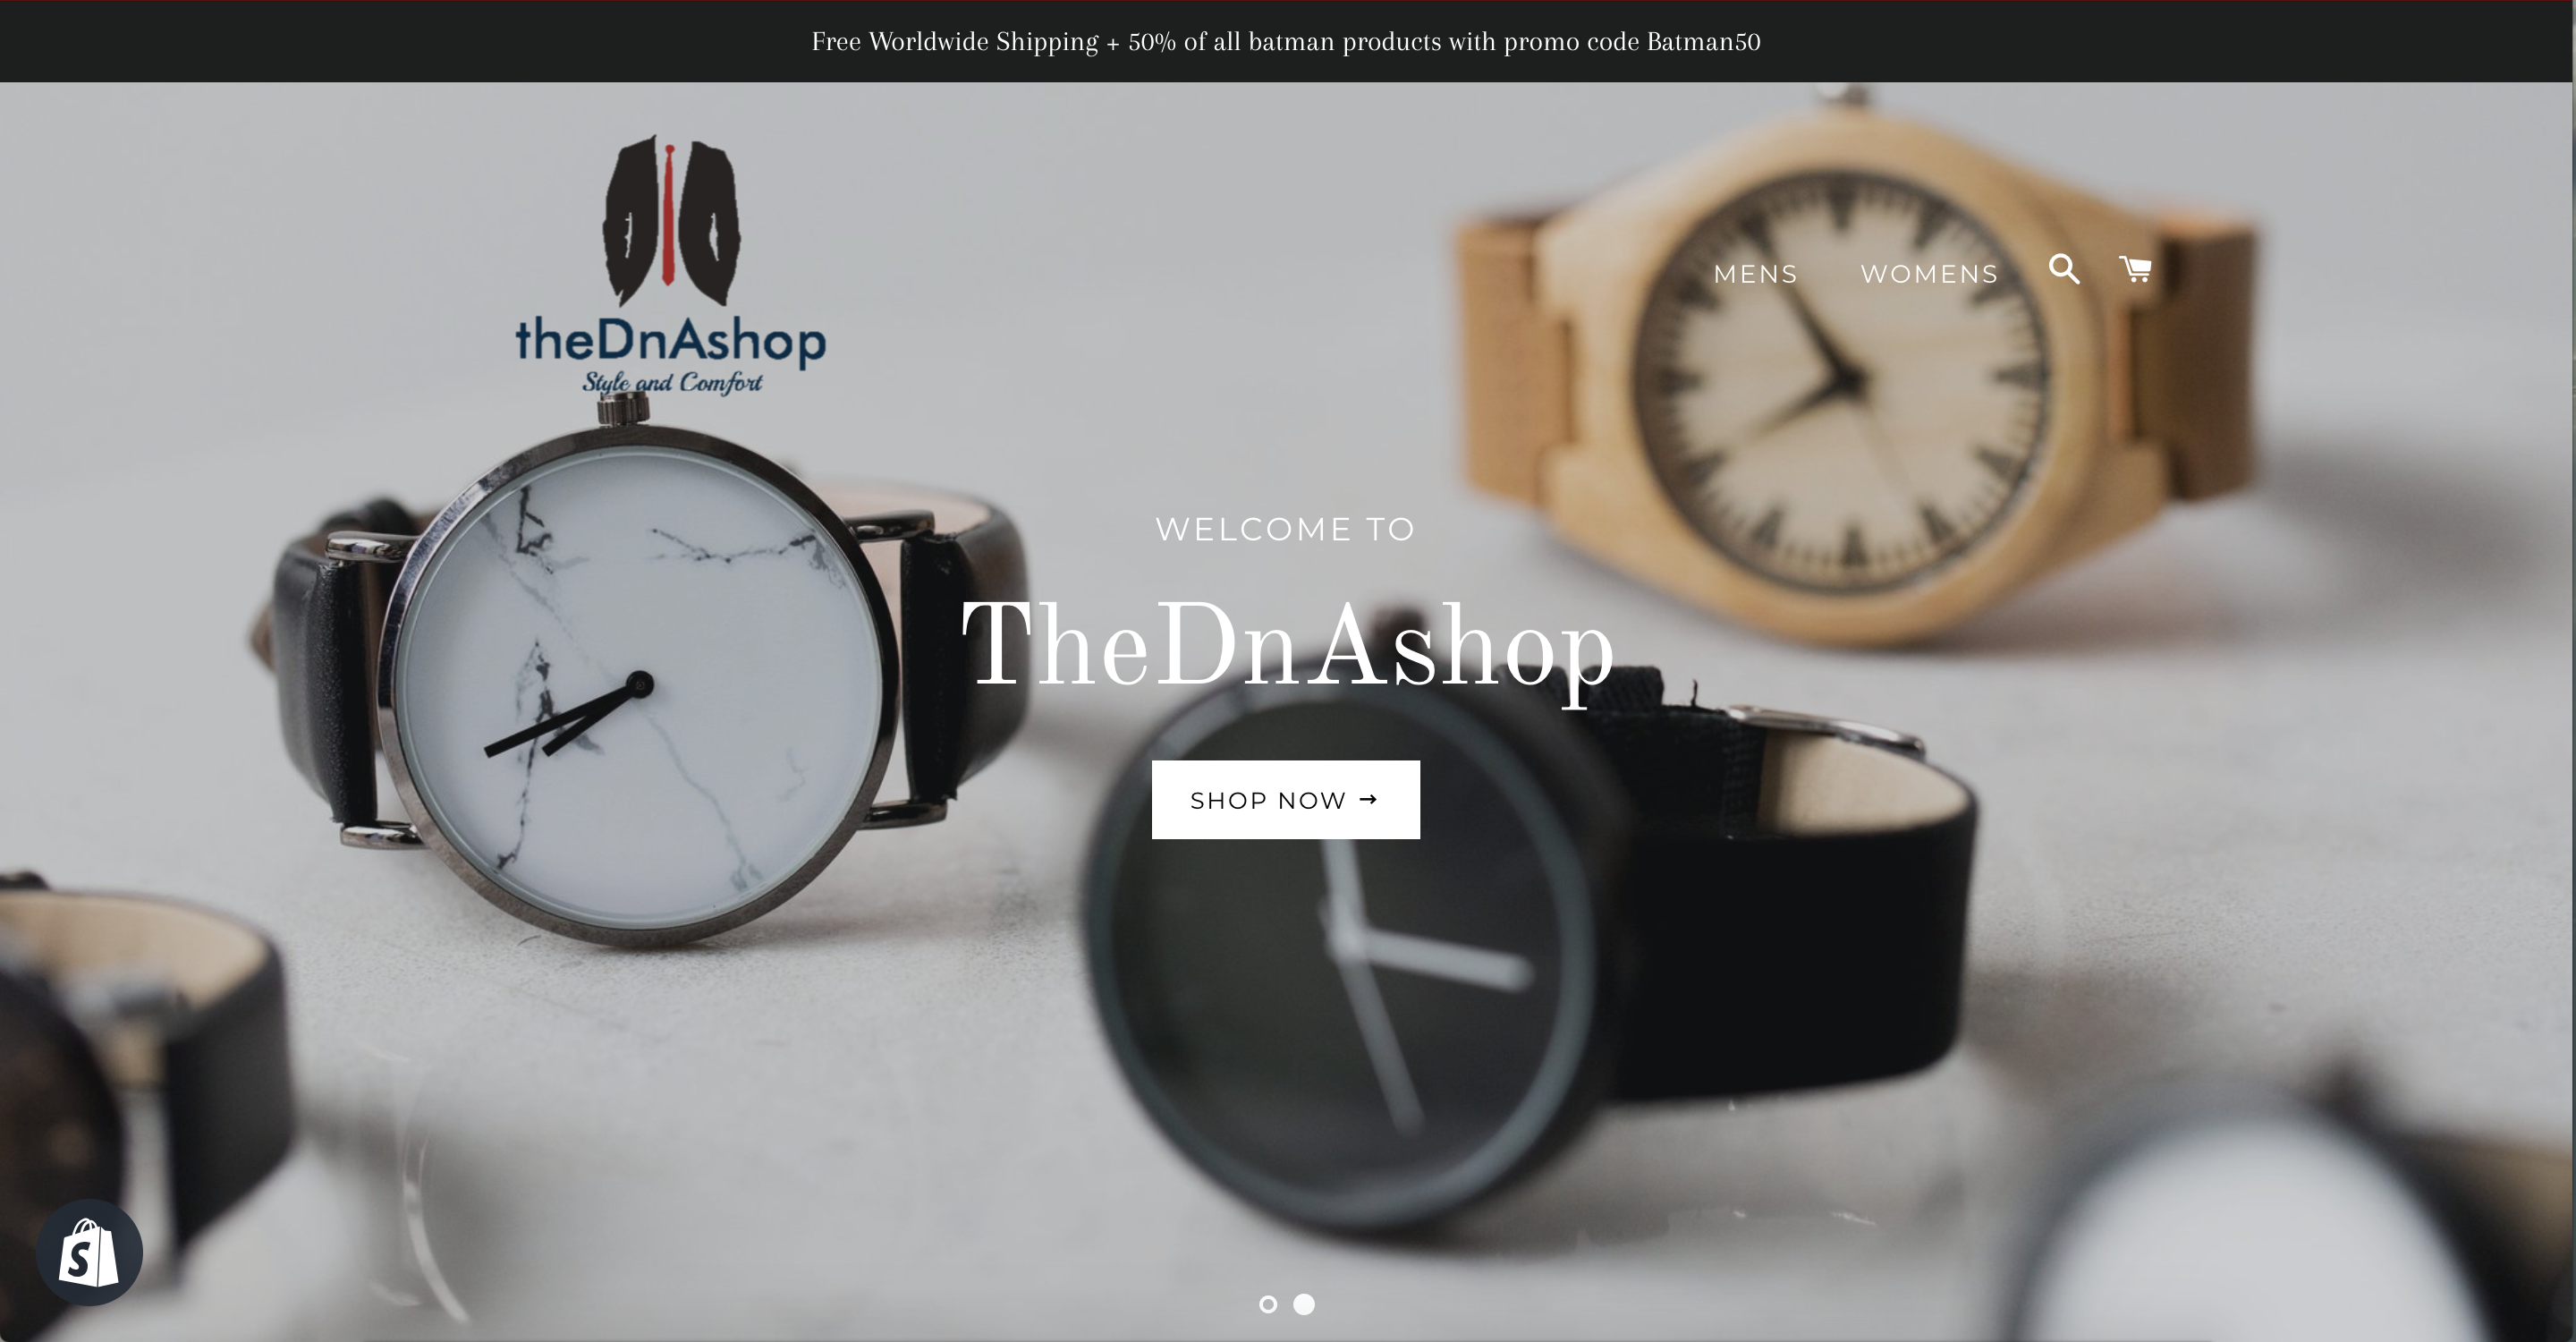 Free Worldwide Shipping + 50% of all batman products with promo code Batman50
theDnAshop
Style and Comfort
MENS WOMENS
WELCOME TO
TheDnAshop
SHOP NOW →
S